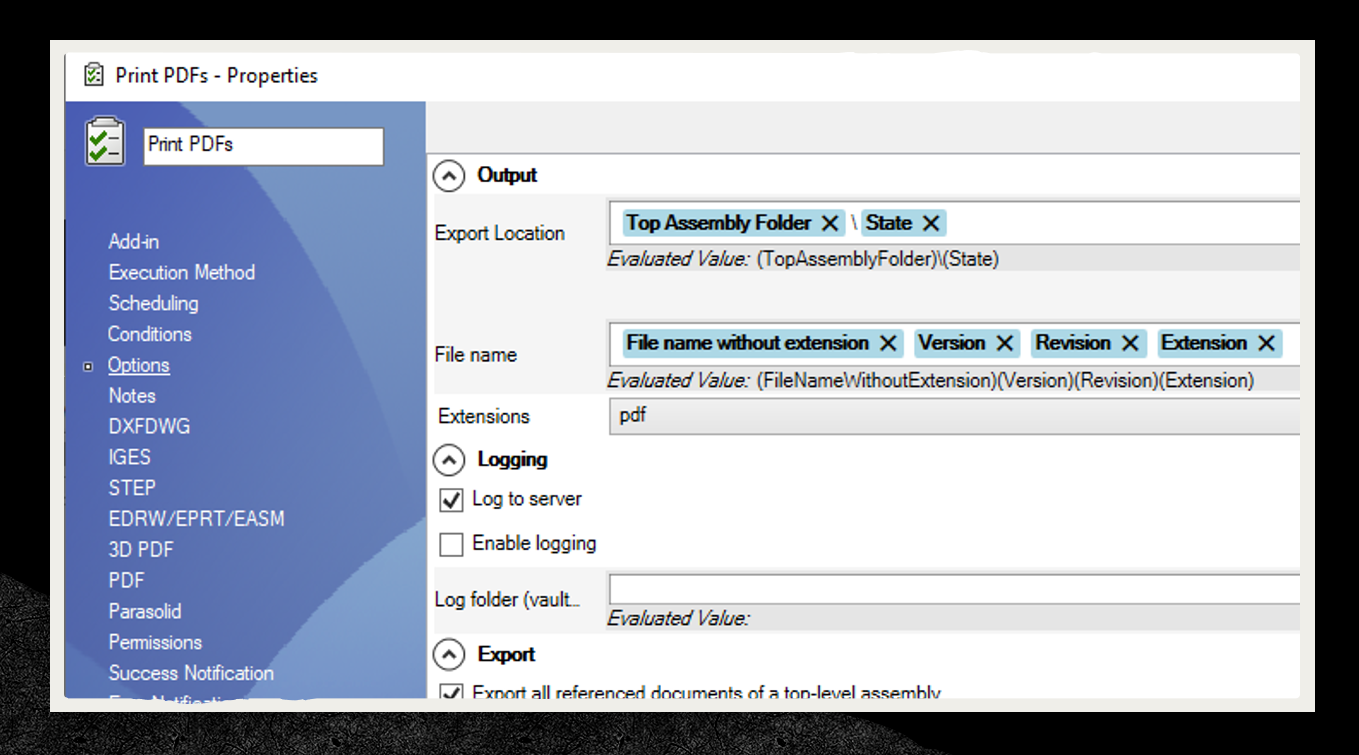 Print PDFs - Properties
Print PDFs
Add-in
Execution Method
Scheduling
Conditions
Options
Notes
DXFDWG
IGES
STEP
EDRW/EPRT/EASM
3D PDF
PDF
Parasolid
Permissions
Success Notification
Output
Export Location
Top Assembly Folder X \ State X
Evaluated Value: (TopAssemblyFolder)\(State)
File name
File name without extension X Version X Revision X Extension X
Evaluated Value: (FileNameWithoutExtension)(Version)(Revision)(Extension)
Extensions
pdf
Logging
Log to server
Enable logging
Log folder (vault...
Evaluated Value:
Export
Export all referenced documents of a top-level assembly